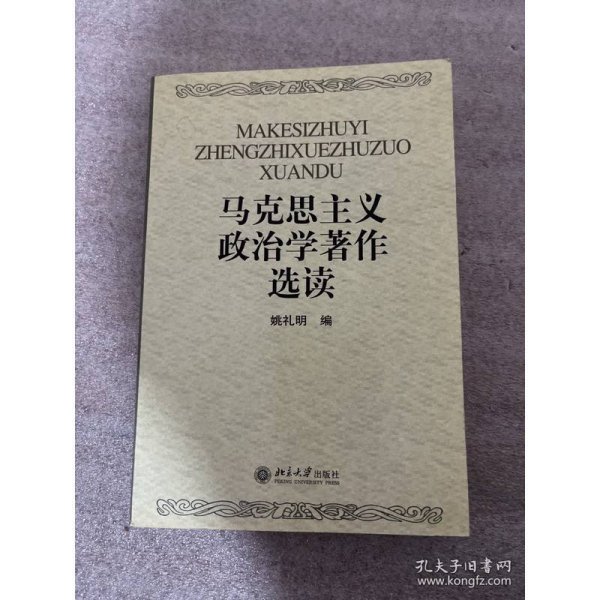 MAKESIZHUYI
ZHENGZHIXUEZHUZUO
XUANDU
马克思主义
政治学著作
选读
姚礼明 编
北京大学出版社
PEKING UNIVERSITY PRESS
孔夫子旧书网
www.kongfz.com